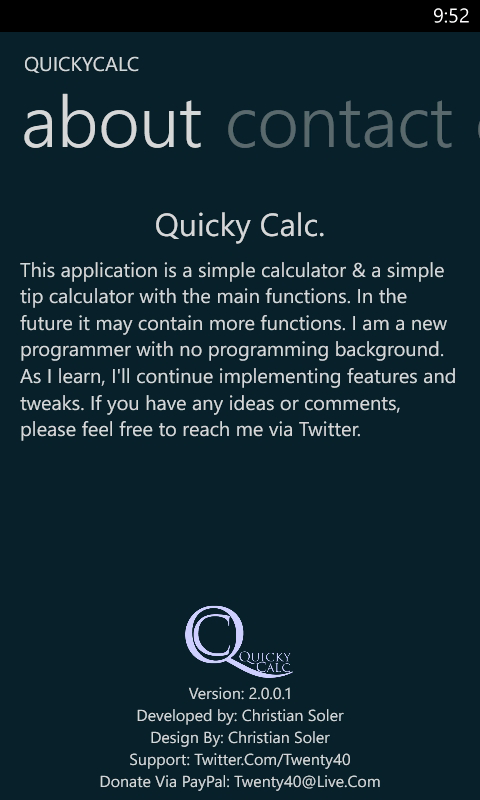 9:52
QUICKYCALC
about contact
Quicky Calc.
This application is a simple calculator & a simple
tip calculator with the main functions. In the
future it may contain more functions. I am a new
programmer with no programming background.
As I learn, I'll continue implementing features and
tweaks. If you have any ideas or comments,
please feel free to reach me via Twitter.
QC
QUICKY
CALC
Version: 2.0.0.1
Developed by: Christian Soler
Design By: Christian Soler
Support: Twitter.Com/Twenty40
Donate Via PayPal: Twenty40@Live.Com